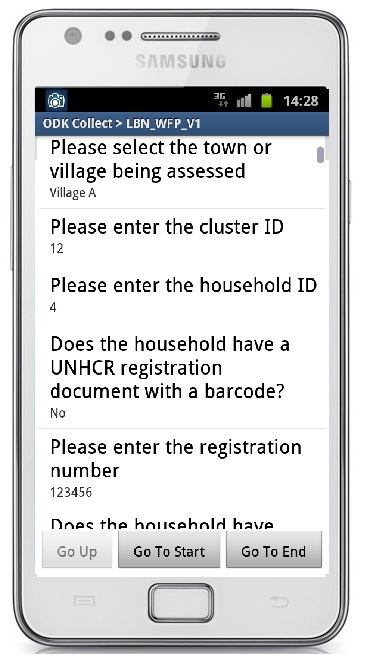 SAMSUNG
3G
14:28
ODK Collect > LBN_WFP_V1
Please select the town or
village being assessed
Village A
Please enter the cluster ID
12
Please enter the household ID
4
Does the household have a
UNHCR registration
document with a barcode?
No
Please enter the registration
number
123456
Does the household have
Go Up
Go To Start
Go To End